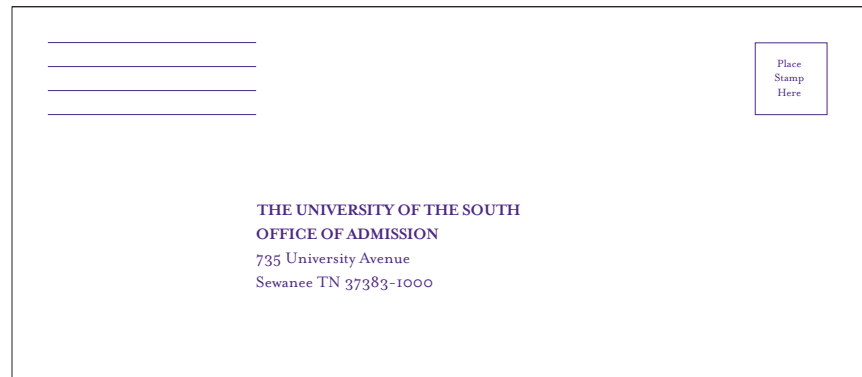 Place
Stamp
Here
THE UNIVERSITY OF THE SOUTH
OFFICE OF ADMISSION
735 University Avenue
Sewanee TN 37383-1000